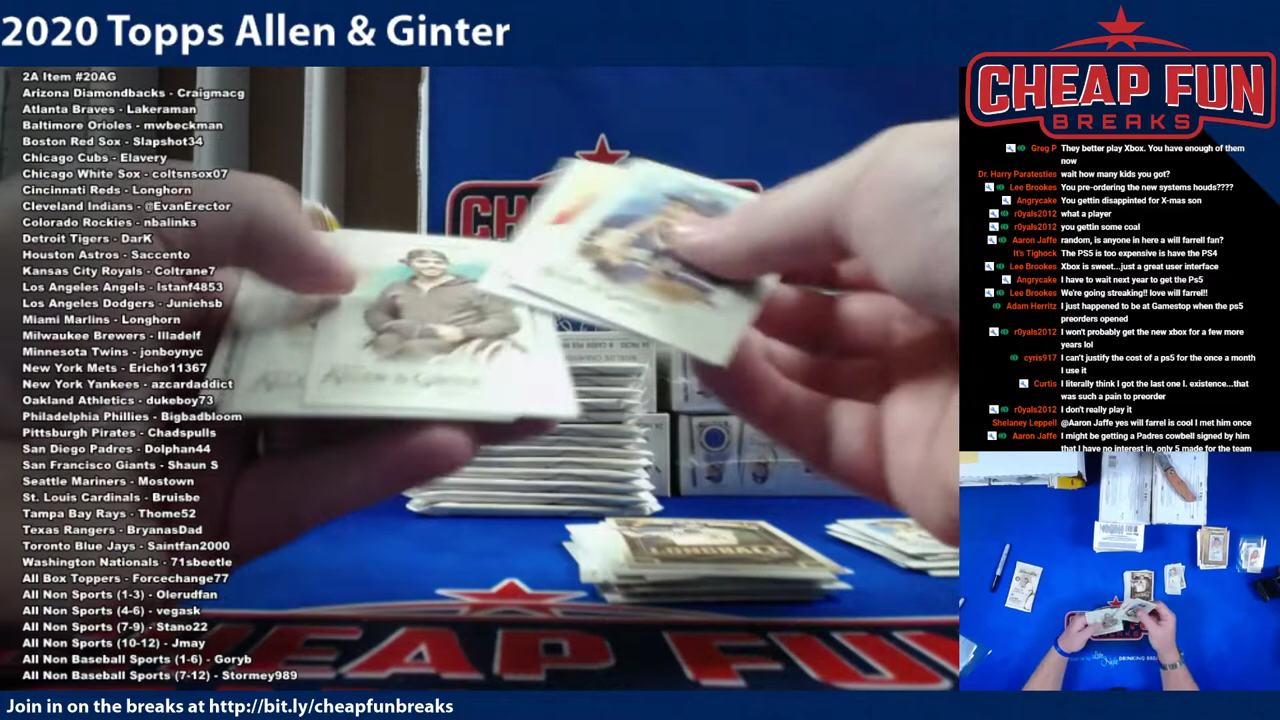 2020 Topps Allen & Ginter
2A Item #20AG
Arizona Diamondbacks - Craigmacg
Atlanta Braves - Lakeraman
Baltimore Orioles - mwbeckman
Boston Red Sox - Slapshot34
Chicago Cubs - Elavery
Chicago White Sox - coltsnsox07
Cincinnati Reds - Longhorn
Cleveland Indians - @EvanErector
Colorado Rockies - nbalinks
Detroit Tigers - DarK
Houston Astros - Saccento
Kansas City Royals - Coltrane7
Los Angeles Angels - Istanf4853
Los Angeles Dodgers - Juniehsb
Miami Marlins - Longhorn
Milwaukee Brewers - Illadelf
Minnesota Twins - jonboynyc
New York Mets - Ericho11367
New York Yankees - azcardaddict
Oakland Athletics - dukeboy73
Philadelphia Phillies - Bigbadbloom
Pittsburgh Pirates - Chadspulls
San Diego Padres - Dolphan44
San Francisco Giants - Shaun S
Seattle Mariners - Mostown
St. Louis Cardinals - Bruisbe
Tampa Bay Rays - Thome52
Texas Rangers - BryanasDad
Toronto Blue Jays - Saintfan2000
Washington Nationals - 71sbeetle
All Box Toppers - Forcechange77
All Non Sports (1-3) - Olerudfan
All Non Sports (4-6) - vegask
All Non Sports (7-9) - Stano22
All Non Sports (10-12) - Jmay
All Non Baseball Sports (1-6) - Goryb
All Non Baseball Sports (7-12) - Stormey989
LONGBALL
CHEAP FUN
CHEAP FUN
BREAKS
Greg P They better play Xbox. You have enough of them
now
Dr. Harry Paratesties wait how many kids you got?
Lee Brookes You pre-ordering the new systems houds????
Angrycake You gettin disappinted for X-mas son
r0yals2012 what a player
r0yals2012 you gettin some coal
Aaron Jaffe random, is anyone in here a will farrell fan?
It's Tighock The PS5 is too expensive is have the PS4
Lee Brookes Xbox is sweet...just a great user interface
Angrycake I have to wait next year to get the Ps5
Lee Brookes We're going streaking!! love will farrel!!
Adam Herritz I just happened to be at Gamestop when the ps5
preorders opened
r0yals2012 I won't probably get the new xbox for a few more
years lol
cyris917 I can't justify the cost of a ps5 for the once a month
I use it
Curtis I literally think I got the last one I. existence...that
was such a pain to preorder
r0yals2012 I don't really play it
Shelaney Leppell @Aaron Jaffe yes will farrel is cool I met him once
Aaron Jaffe I might be getting a Padres cowbell signed by him
that I have no interest in, only 5 made for the team
Join in on the breaks at http://bit.ly/cheapfunbreaks